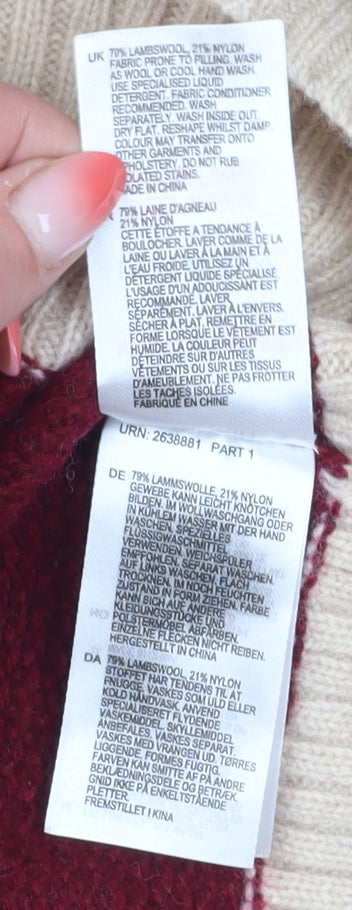 UK 79% LAMBSWOOL, 21% NYLON
FABRIC PRONE TO PILLING. WASH
AS WOOL OR COOL HAND WASH.
USE SPECIALISED LIQUID
DETERGENT. FABRIC CONDITIONER
RECOMMENDED. WASH
SEPARATELY. WASH INSIDE OUT.
DRY FLAT. RESHAPE WHILST DAMP.
COLOUR MAY TRANSFER ONTO
OTHER GARMENTS AND
PHOLSTERY. DO NOT RUB
OLATED STAINS.
ADE IN CHINA
79% LAINE D'AGNEAU
21% NYLON
CETTE ÉTOFFE A TENDANCE À
BOULOCHER. LAVER COMME DE LA
LAINE OU LAVER À LA MAIN ET À
L'EAU FROIDE. UTILISEZ UN
DÉTERGENT LIQUIDE SPÉCIALISÉ
L'USAGE D'UN ADOUCISSANT EST
RECOMMANDÉ. LAVER
SÉPARÉMENT. LAVER À L'ENVERS.
SÉCHER À PLAT. REMETTRE EN
FORME LORSQUE LE VÊTEMENT EST
HUMIDE. LA COULEUR PEUT
DÉTEINDRE SUR D'AUTRES
VÊTEMENTS OU SUR LES TISSUS
D'AMEUBLEMENT. NE PAS FROTTER
LES TACHES ISOLÉES.
FABRIQUÉ EN CHINE
URN: 2638881 PART 1
DE 79% LAMMSWOLLE, 21% NYLON
GEWEBE KANN LEICHT KNÖTCHEN
BILDEN. IM WOLLWASCHGANG ODER
IN KÜHLEM WASSER MIT DER HAND
WASCHEN. SPEZIELLES
FLÜSSIGWASCHMITTEL
VERWENDEN. WEICHSPÜLER
EMPFOHLEN. SEPARAT WASCHEN.
AUF LINKS WASCHEN. FLACH
TROCKNEN. IM NOCH FEUCHTEN
ZUSTAND IN FORM ZIEHEN. FARBE
KANN SICH AUF ANDERE
KLEIDUNGSTÜCKE UND
POLSTERMÖBEL ABFÄRBEN.
EINZELNE FLECKEN NICHT REIBEN.
HERGESTELLT IN CHINA
DA 79% LAMBSWOOL, 21% NYLON
STOFFET HAR TENDENS TIL AT
FNUGGE. VASKES SOM ULD ELLER
KOLD HÅNDVASK. ANVEND
SPECIALISERET FLYDENDE
VASKEMIDDEL. SKYLLEMIDDEL
ANBEFALES. VASKES SEPARAT.
VASKES MED VRANGEN UD. TØRRES
LIGGENDE. FORMES FUGTIG.
FARVEN KAN SMITTE AF PÅ ANDRE
BEKLÆDNINGSDELE OG BETRÆK.
GNID IKKE PÅ ENKELTSTÅENDE
PLETTER.
FREMSTILLET I KINA